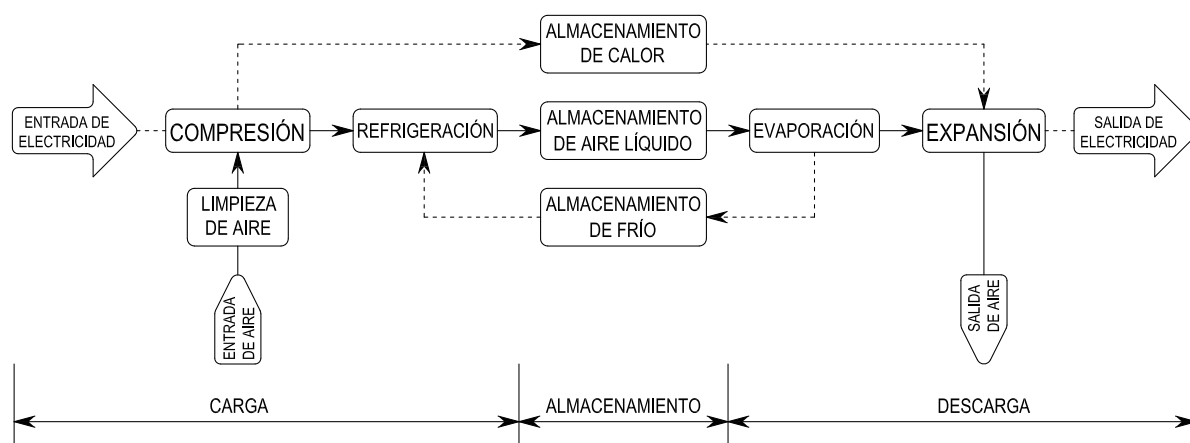 ALMACENAMIENTO
DE CALOR
ENTRADA DE
ELECTRICIDAD
COMPRESIÓN
REFRIGERACIÓN
ALMACENAMIENTO
DE AIRE LÍQUIDO
EVAPORACIÓN
EXPANSIÓN
SALIDA DE
ELECTRICIDAD
LIMPIEZA
DE AIRE
ALMACENAMIENTO
DE FRÍO
ENTRADA
DE AIRE
SALIDA
DE AIRE
CARGA
ALMACENAMIENTO
DESCARGA